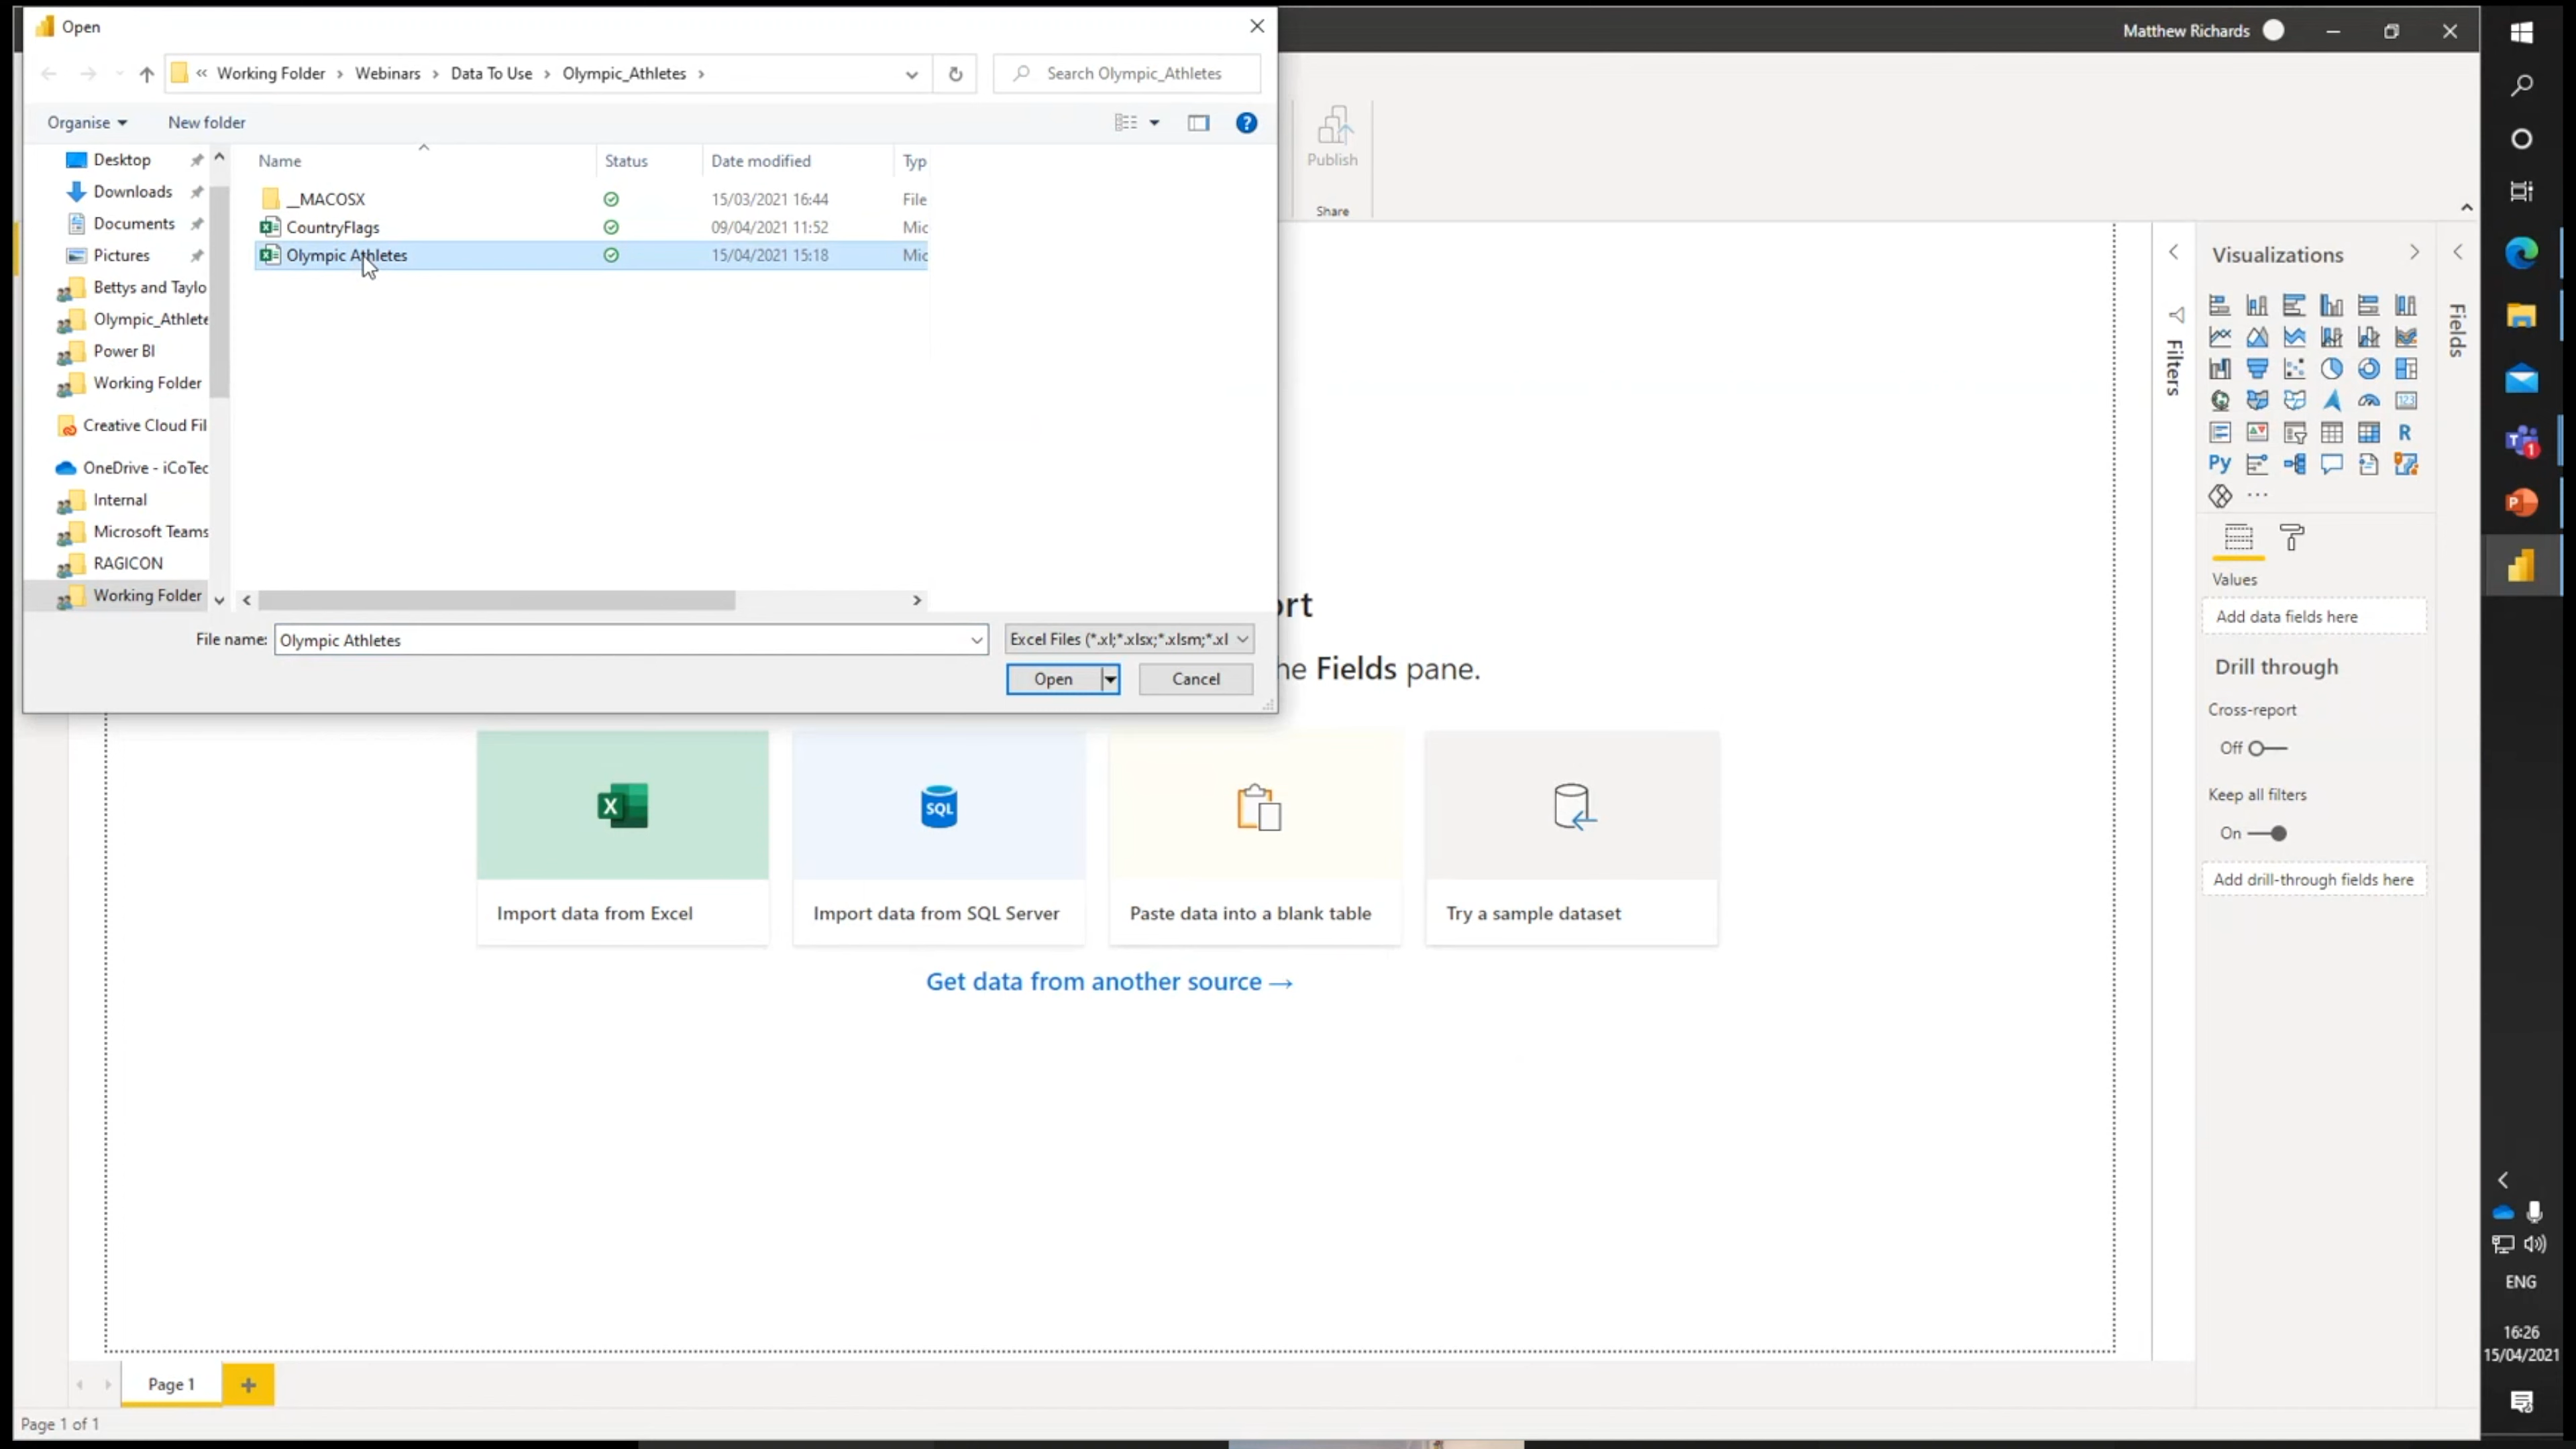 Open
Matthew Richards
« Working Folder › Webinars › Data To Use › Olympic_Athletes ›
Search Olympic_Athletes
Organise
New folder
Name
Status
Date modified
Typ
__MACOSX
15/03/2021 16:44
File
CountryFlags
09/04/2021 11:52
Mic
Olympic Athletes
15/04/2021 15:18
Mic
Desktop
Downloads
Documents
Pictures
Bettys and Taylo
Olympic_Athlete
Power BI
Working Folder
Creative Cloud Fil
OneDrive - iCoTec
Internal
Microsoft Teams
RAGICON
Working Folder
File name:
Olympic Athletes
Excel Files (*.xl;*.xlsx;*.xlsm;*.xl
Open
Cancel
Publish
Share
ort
he Fields pane.
SQL
Import data from Excel
Import data from SQL Server
Paste data into a blank table
Try a sample dataset
Get data from another source →
Filters
Visualizations
123
R
Py
Values
Add data fields here
Drill through
Cross-report
Off
Keep all filters
On
Add drill-through fields here
Fields
Page 1
Page 1 of 1
ENG
16:26
15/04/2021